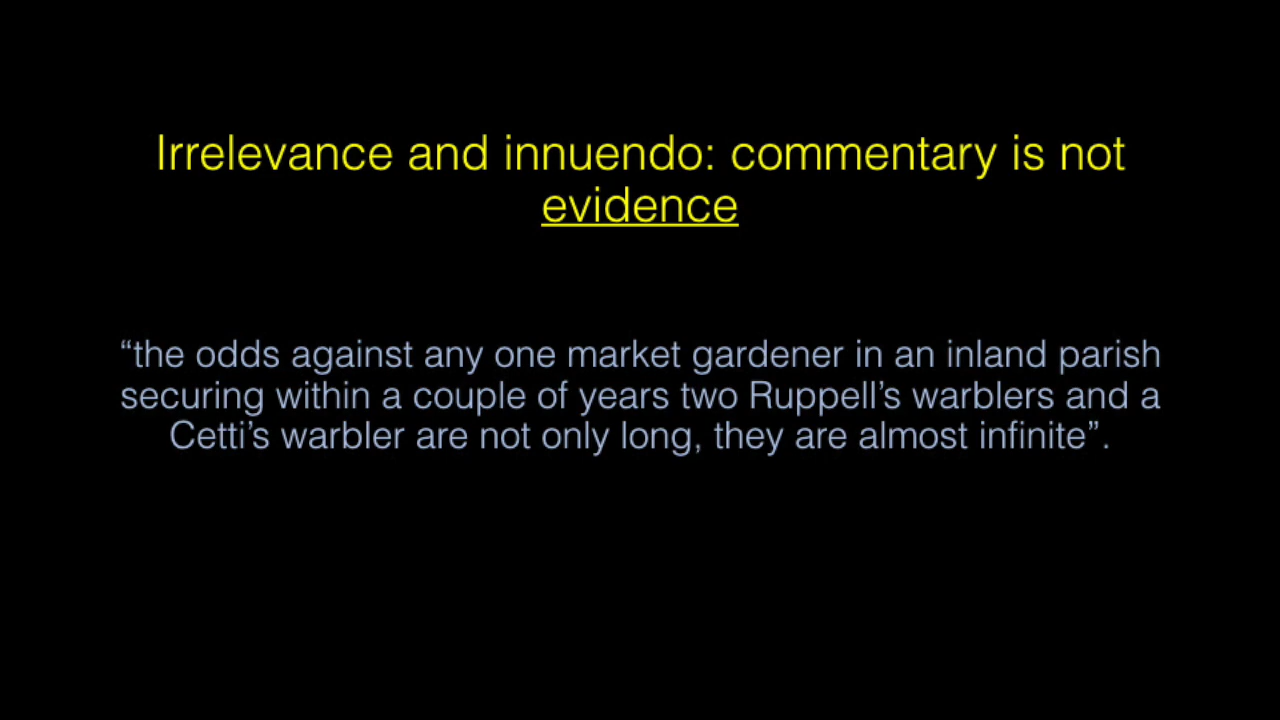 Irrelevance and innuendo: commentary is not
evidence
“the odds against any one market gardener in an inland parish
securing within a couple of years two Ruppell’s warblers and a
Cetti’s warbler are not only long, they are almost infinite”.